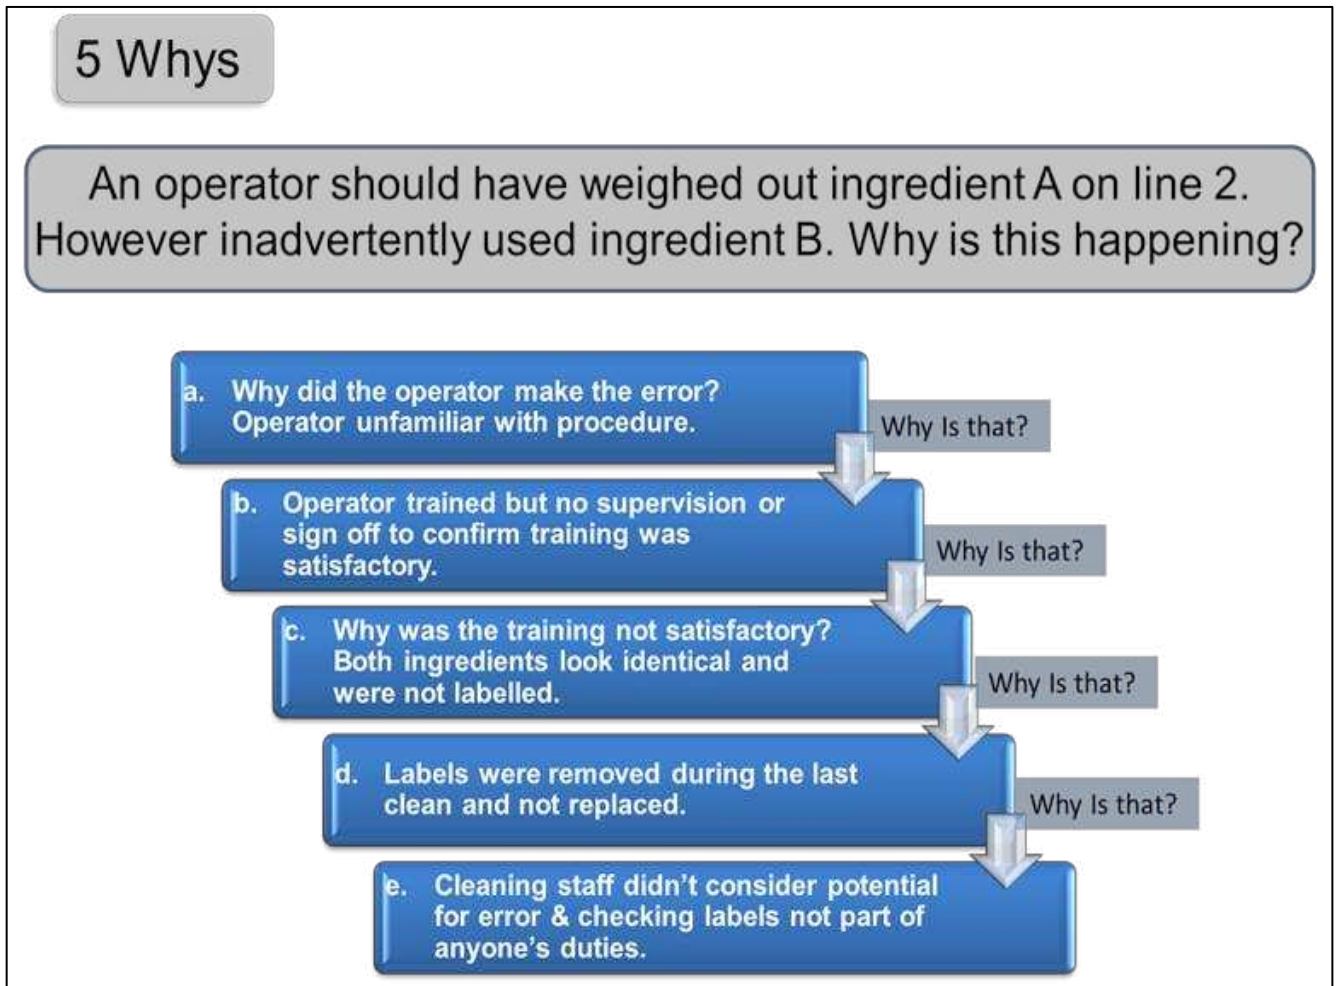 5 Whys
An operator should have weighed out ingredient A on line 2.
However inadvertently used ingredient B. Why is this happening?
a. Why did the operator make the error?
Operator unfamiliar with procedure.
Why Is that?
b. Operator trained but no supervision or
sign off to confirm training was
satisfactory.
Why Is that?
c. Why was the training not satisfactory?
Both ingredients look identical and
were not labelled.
Why Is that?
d. Labels were removed during the last
clean and not replaced.
Why Is that?
e. Cleaning staff didn't consider potential
for error & checking labels not part of
anyone's duties.